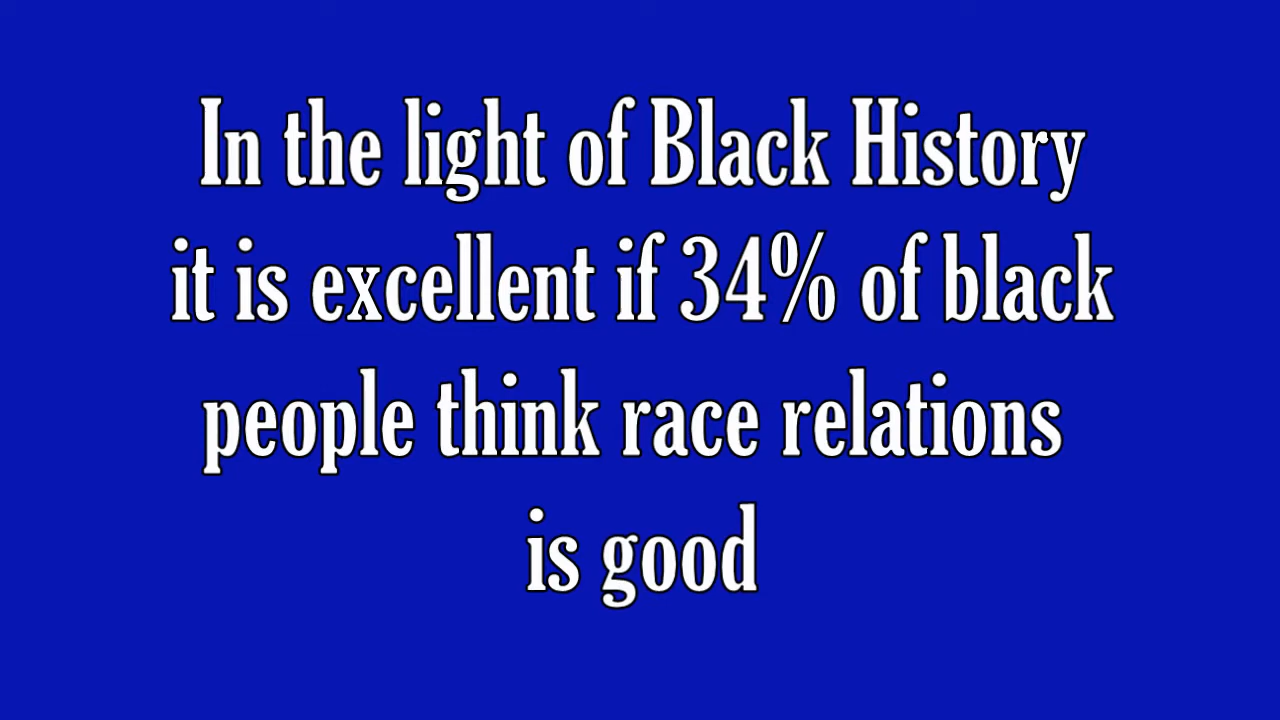 In the light of Black History
it is excellent if 34% of black
people think race relations
is good